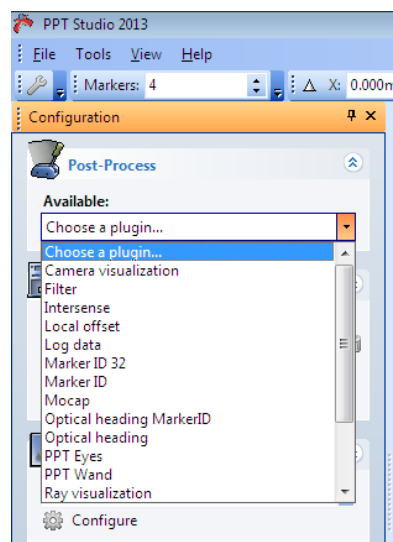 PPT Studio 2013
File Tools View Help
Markers: 4 Δ X: 0.000m
Configuration
Post-Process
Available:
Choose a plugin...
Choose a plugin...
Camera visualization
Filter
Intersense
Local offset
Log data
Marker ID 32
Marker ID
Mocap
Optical heading MarkerID
Optical heading
PPT Eyes
PPT Wand
Ray visualization
Configure